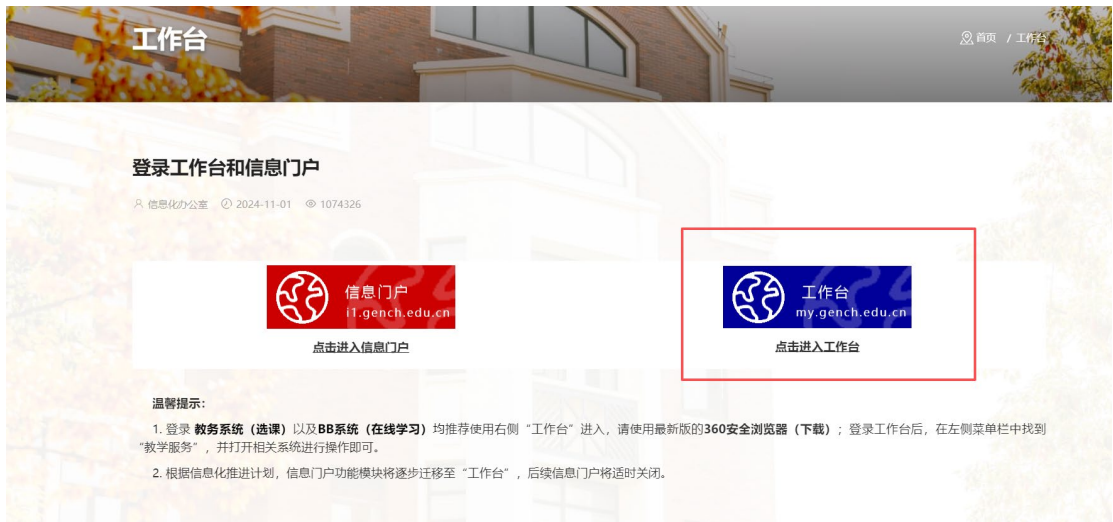 工作台
首页 / 工作台
登录工作台和信息门户
信息化办公室 2024-11-01 1074326
信息门户
i1.gench.edu.cn
点击进入信息门户
工作台
my.gench.edu.cn
点击进入工作台
温馨提示：
1. 登录 教务系统（选课）以及BB系统（在线学习）均推荐使用右侧“工作台”进入，请使用最新版的360安全浏览器（下载）；登录工作台后，在左侧菜单栏中找到
“教学服务”，并打开相关系统进行操作即可。
2. 根据信息化推进计划，信息门户功能模块将逐步迁移至“工作台”，后续信息门户将适时关闭。